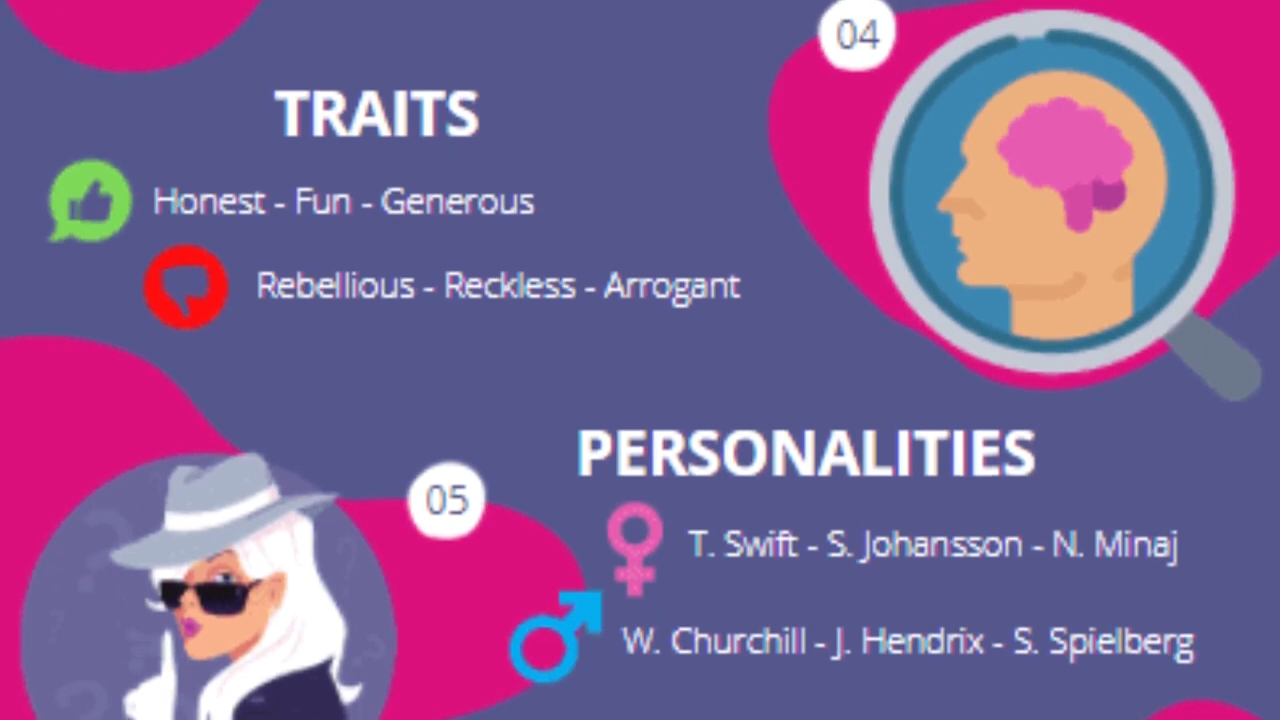 04
TRAITS
Honest - Fun - Generous
Rebellious - Reckless - Arrogant
PERSONALITIES
05
T. Swift - S. Johansson - N. Minaj
W. Churchill - J. Hendrix - S. Spielberg